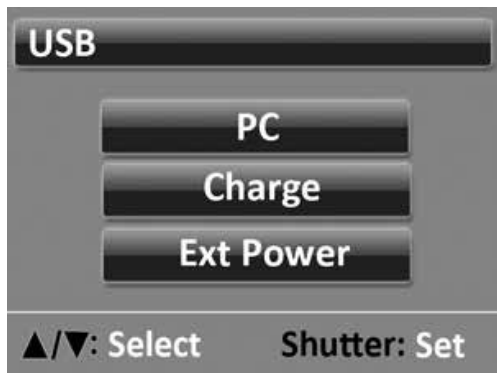 USB
PC
Charge
Ext Power
▲/▼: Select Shutter: Set